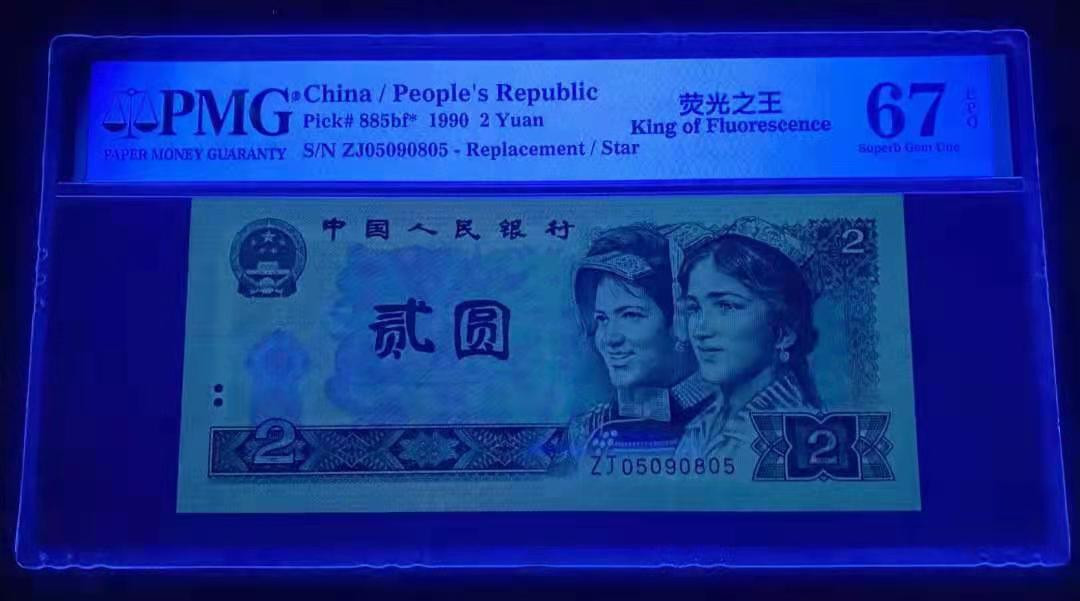 PMG
PAPER MONEY GUARANTY
China / People's Republic
Pick# 885bf* 1990 2 Yuan
S/N ZJ05090805 - Replacement / Star
荧光之王
King of Fluorescence
67
EPQ
Superb Gem Unc
中国人民银行
2
贰圆
2
2
ZJ05090805